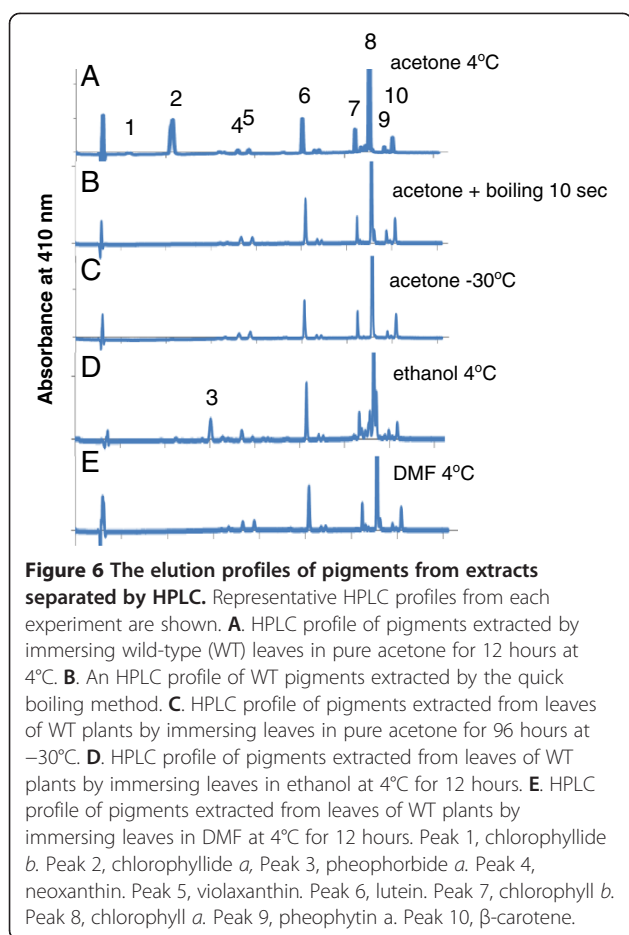 8
A
acetone 4°C
2
6
7
10
1
4
5
9
B
acetone + boiling 10 sec
C
acetone -30°C
D
ethanol 4°C
3
E
DMF 4°C
Absorbance at 410 nm
Figure 6 The elution profiles of pigments from extracts
separated by HPLC. Representative HPLC profiles from each
experiment are shown. A. HPLC profile of pigments extracted by
immersing wild-type (WT) leaves in pure acetone for 12 hours at
4°C. B. An HPLC profile of WT pigments extracted by the quick
boiling method. C. HPLC profile of pigments extracted from leaves
of WT plants by immersing leaves in pure acetone for 96 hours at
−30°C. D. HPLC profile of pigments extracted from leaves of WT
plants by immersing leaves in ethanol at 4°C for 12 hours. E. HPLC
profile of pigments extracted from leaves of WT plants by
immersing leaves in DMF at 4°C for 12 hours. Peak 1, chlorophyllide
b. Peak 2, chlorophyllide a, Peak 3, pheophorbide a. Peak 4,
neoxanthin. Peak 5, violaxanthin. Peak 6, lutein. Peak 7, chlorophyll b.
Peak 8, chlorophyll a. Peak 9, pheophytin a. Peak 10, β-carotene.